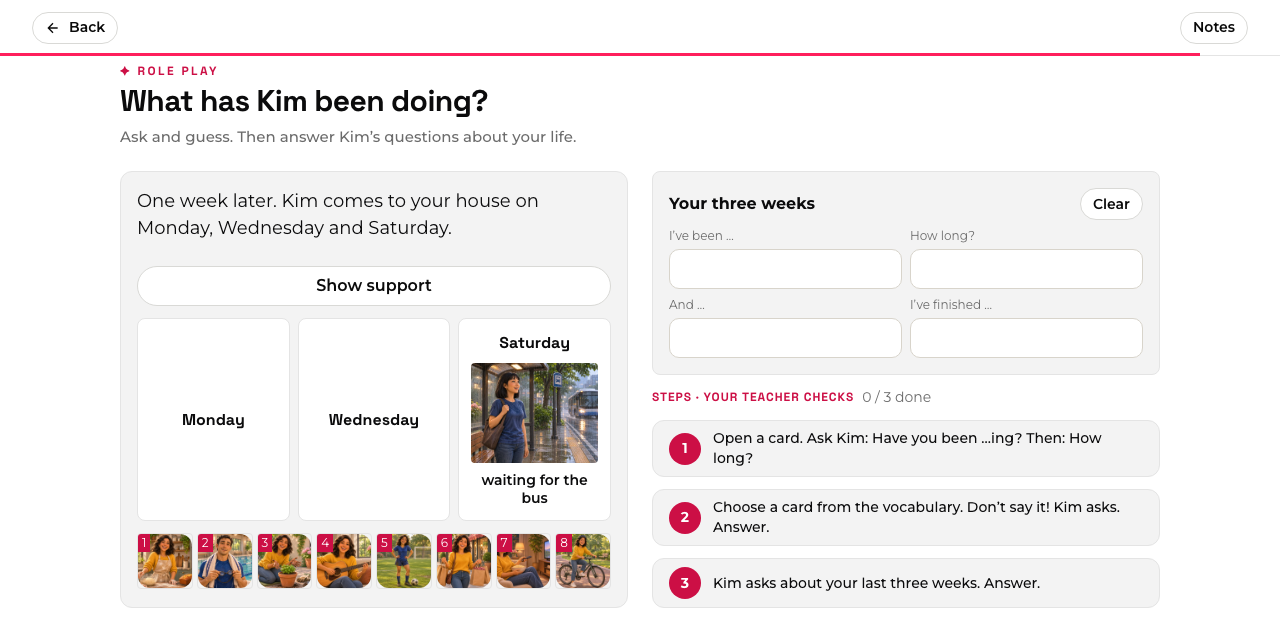 Back
Notes
ROLE PLAY
What has Kim been doing?
Ask and guess. Then answer Kim's questions about your life.
One week later. Kim comes to your house on
Monday, Wednesday and Saturday.
Show support
Monday
Wednesday
Saturday
waiting for the
bus
1
2
3
4
5
6
7
8
Your three weeks
Clear
I've been ...
How long?
And ...
I've finished ...
STEPS · YOUR TEACHER CHECKS 0 / 3 done
1
Open a card. Ask Kim: Have you been ...ing? Then: How
long?
2
Choose a card from the vocabulary. Don't say it! Kim asks.
Answer.
3
Kim asks about your last three weeks. Answer.